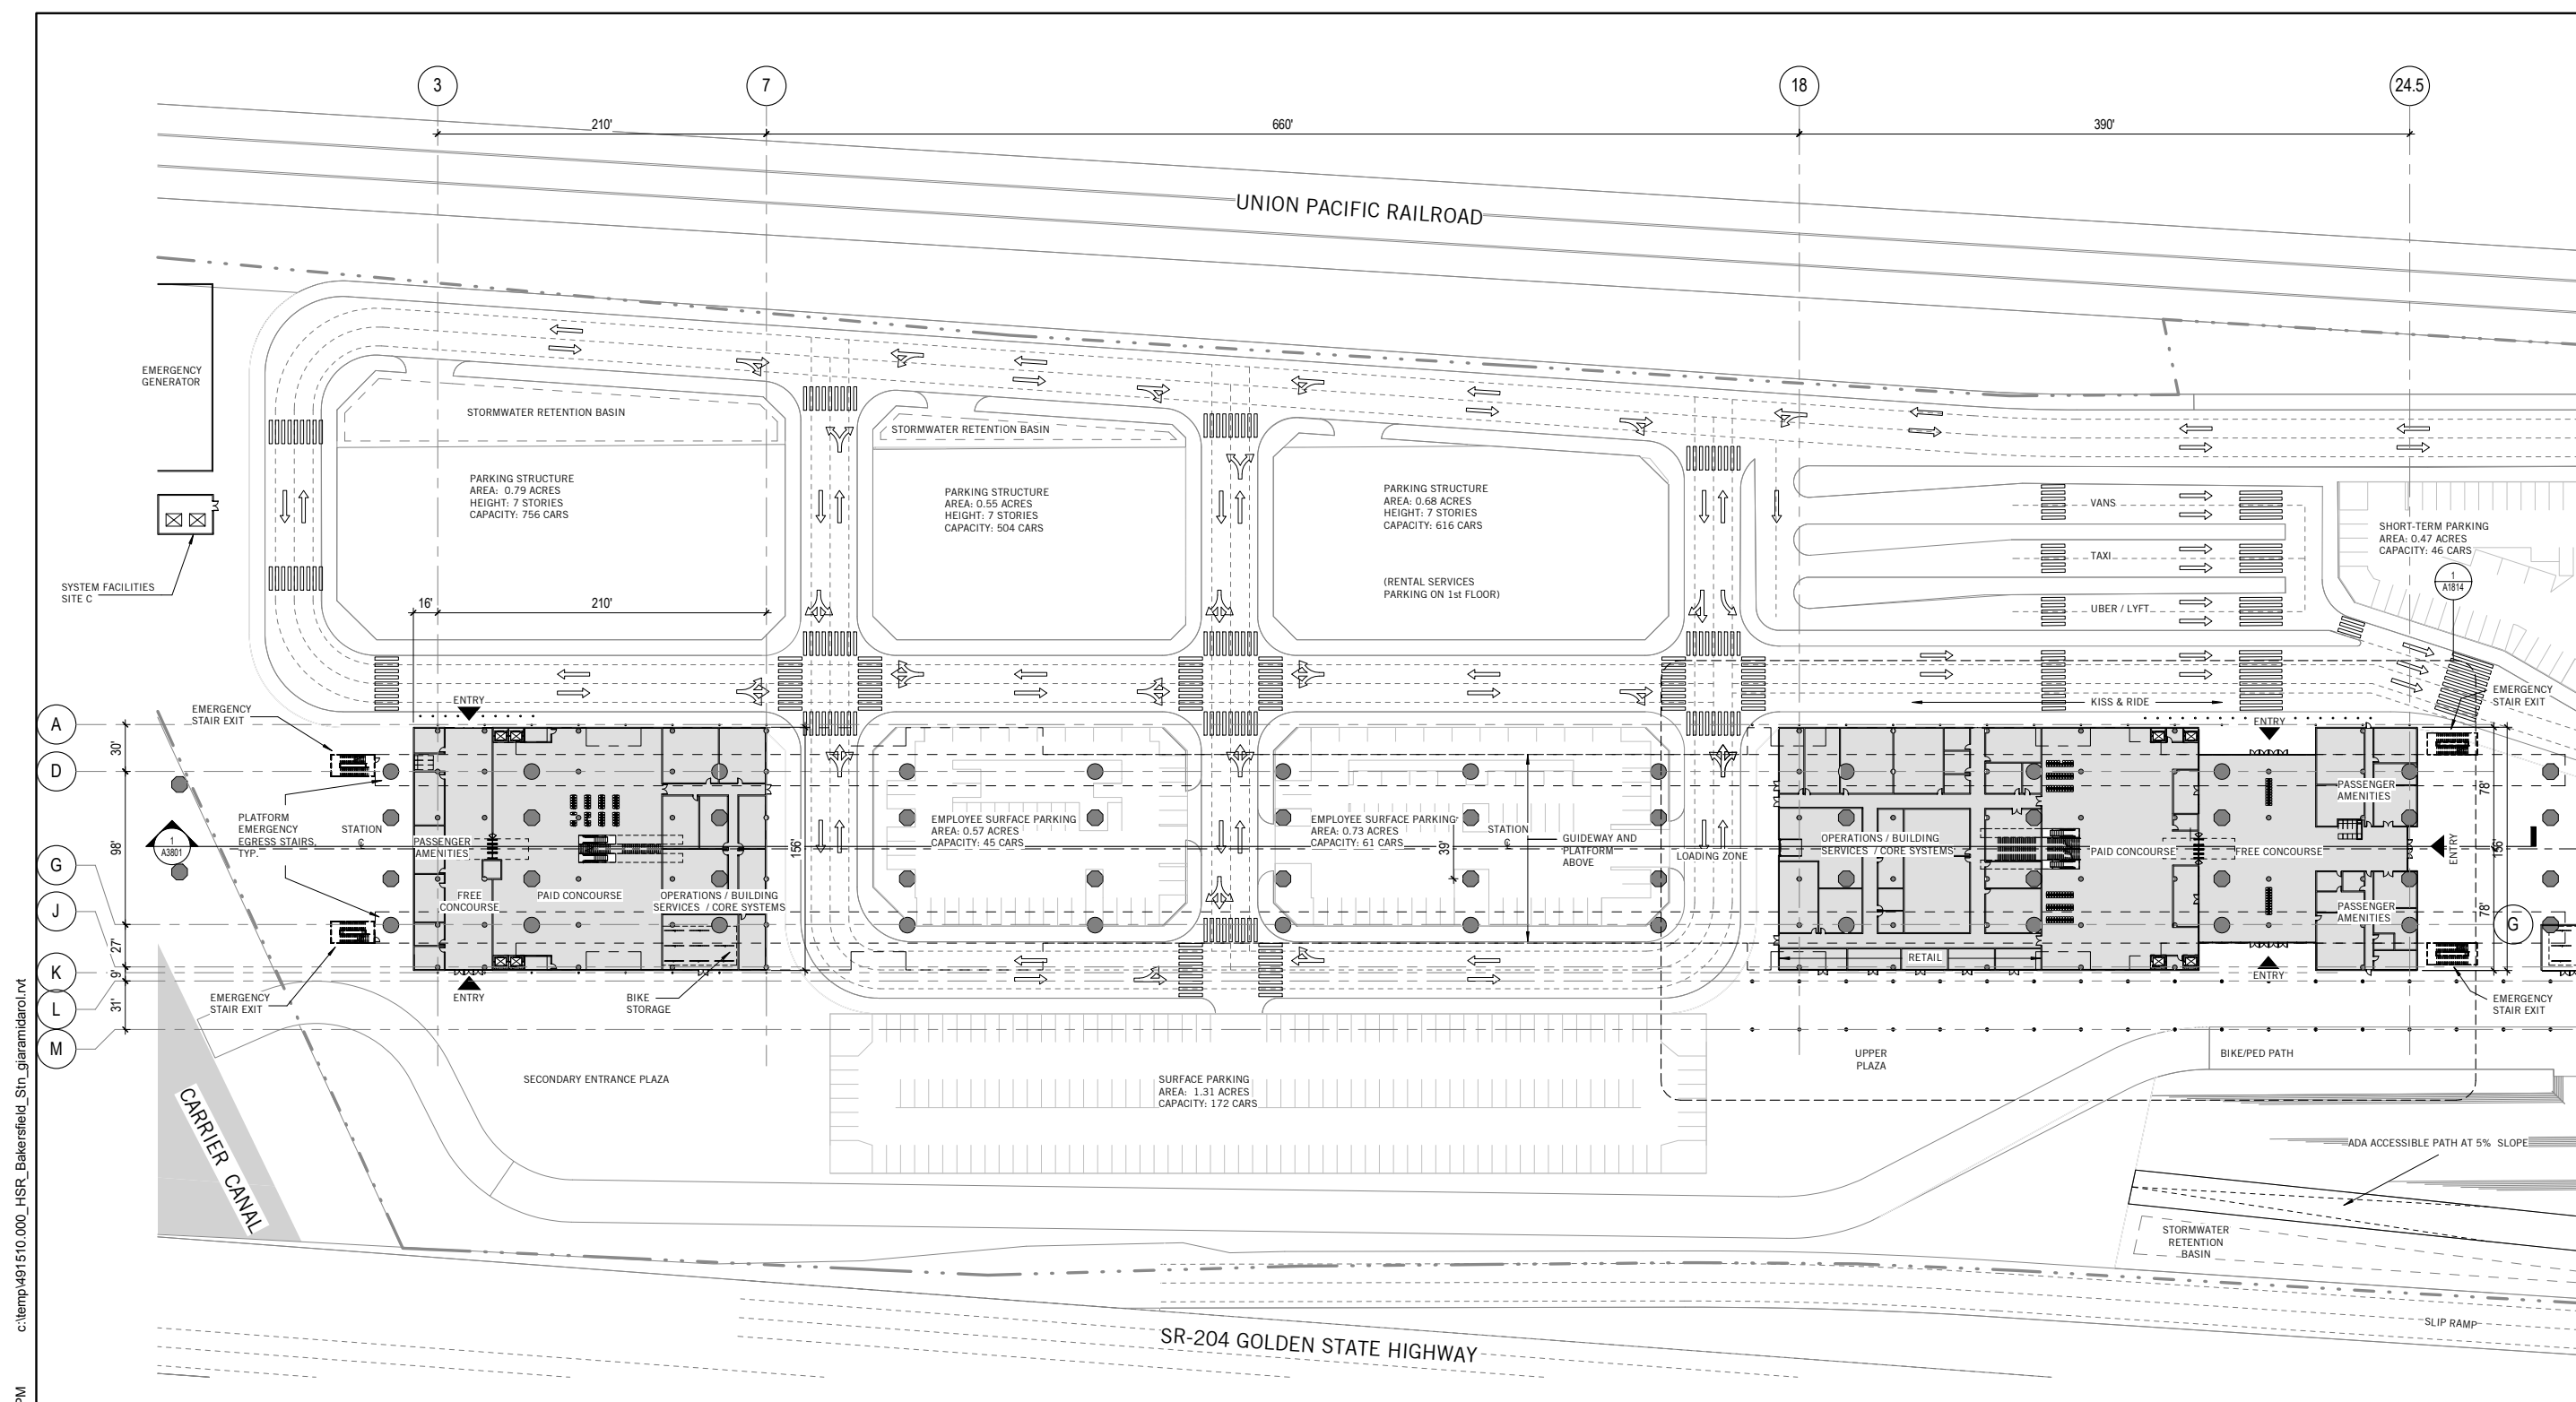 3
7
18
24.5
210'
660'
390'
UNION PACIFIC RAILROAD
EMERGENCY
GENERATOR
STORMWATER RETENTION BASIN
STORMWATER RETENTION BASIN
PARKING STRUCTURE
AREA: 0.79 ACRES
HEIGHT: 7 STORIES
CAPACITY: 756 CARS
PARKING STRUCTURE
AREA: 0.55 ACRES
HEIGHT: 7 STORIES
CAPACITY: 504 CARS
PARKING STRUCTURE
AREA: 0.68 ACRES
HEIGHT: 7 STORIES
CAPACITY: 616 CARS
(RENTAL SERVICES
PARKING ON 1st FLOOR)
VANS
TAXI
UBER / LYFT
SHORT-TERM PARKING
AREA: 0.47 ACRES
CAPACITY: 46 CARS
1
A1814
SYSTEM FACILITIES
SITE C
16'
210'
A
D
G
J
K
L
M
30'
98'
27'
9'
31'
EMERGENCY
STAIR EXIT
ENTRY
KISS & RIDE
ENTRY
EMERGENCY
STAIR EXIT
1
A3801
PLATFORM
EMERGENCY
EGRESS STAIRS,
TYP.
STATION
℄
PASSENGER
AMENITIES
FREE
CONCOURSE
PAID CONCOURSE
OPERATIONS / BUILDING
SERVICES / CORE SYSTEMS
156'
EMPLOYEE SURFACE PARKING
AREA: 0.57 ACRES
CAPACITY: 45 CARS
EMPLOYEE SURFACE PARKING
AREA: 0.73 ACRES
CAPACITY: 61 CARS
39'
STATION
℄
GUIDEWAY AND
PLATFORM
ABOVE
LOADING ZONE
OPERATIONS / BUILDING
SERVICES / CORE SYSTEMS
PAID CONCOURSE
FREE CONCOURSE
PASSENGER
AMENITIES
PASSENGER
AMENITIES
ENTRY
78'
156'
78'
G
RETAIL
EMERGENCY
STAIR EXIT
ENTRY
BIKE
STORAGE
ENTRY
EMERGENCY
STAIR EXIT
SECONDARY ENTRANCE PLAZA
SURFACE PARKING
AREA: 1.31 ACRES
CAPACITY: 172 CARS
UPPER
PLAZA
BIKE/PED PATH
CARRIER CANAL
ADA ACCESSIBLE PATH AT 5% SLOPE
STORMWATER
RETENTION
BASIN
SLIP RAMP
SR-204 GOLDEN STATE HIGHWAY
c:\temp\491510.000_HSR_Bakersfield_Stn_giaramidarol.rvt
PM